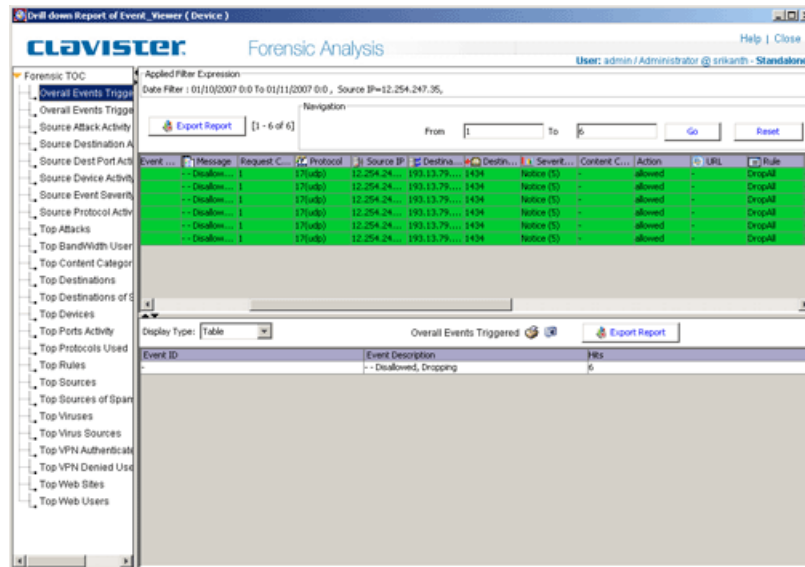 Drill down Report of Event_Viewer ( Device )
CLAVISTER.
Forensic Analysis
Help | Close
User: admin / Administrator @ srikanth - Standalone
Forensic TOC
Overall Events Trigge
Overall Events Trigge
Source Attack Activity
Source Destination A
Source Dest Port Acti
Source Device Activity
Source Event Severity
Source Protocol Activ
Top Attacks
Top BandWidth User
Top Content Categor
Top Destinations
Top Destinations of S
Top Devices
Top Ports Activity
Top Protocols Used
Top Rules
Top Sources
Top Sources of Spam
Top Viruses
Top Virus Sources
Top VPN Authenticate
Top VPN Denied Use
Top Web Sites
Top Web Users
Applied Filter Expression
Date Filter : 01/10/2007 0:0 To 01/11/2007 0:0 , Source IP=12.254.247.35,
Navigation
Export Report [1 - 6 of 6] From 1 To 6 Go Reset
Event ... Message Request C... Protocol Source IP Destina... Destin... Severit... Content C... Action URL Rule
- - Disallow... 1 17(udp) 12.254.24... 193.13.79.... 1434 Notice (5) - allowed - DropAll
- - Disallow... 1 17(udp) 12.254.24... 193.13.79.... 1434 Notice (5) - allowed - DropAll
- - Disallow... 1 17(udp) 12.254.24... 193.13.79.... 1434 Notice (5) - allowed - DropAll
- - Disallow... 1 17(udp) 12.254.24... 193.13.79.... 1434 Notice (5) - allowed - DropAll
- - Disallow... 1 17(udp) 12.254.24... 193.13.79.... 1434 Notice (5) - allowed - DropAll
- - Disallow... 1 17(udp) 12.254.24... 193.13.79.... 1434 Notice (5) - allowed - DropAll
Display Type: Table Overall Events Triggered Export Report
Event ID Event Description Hits
- - - Disallowed, Dropping 6